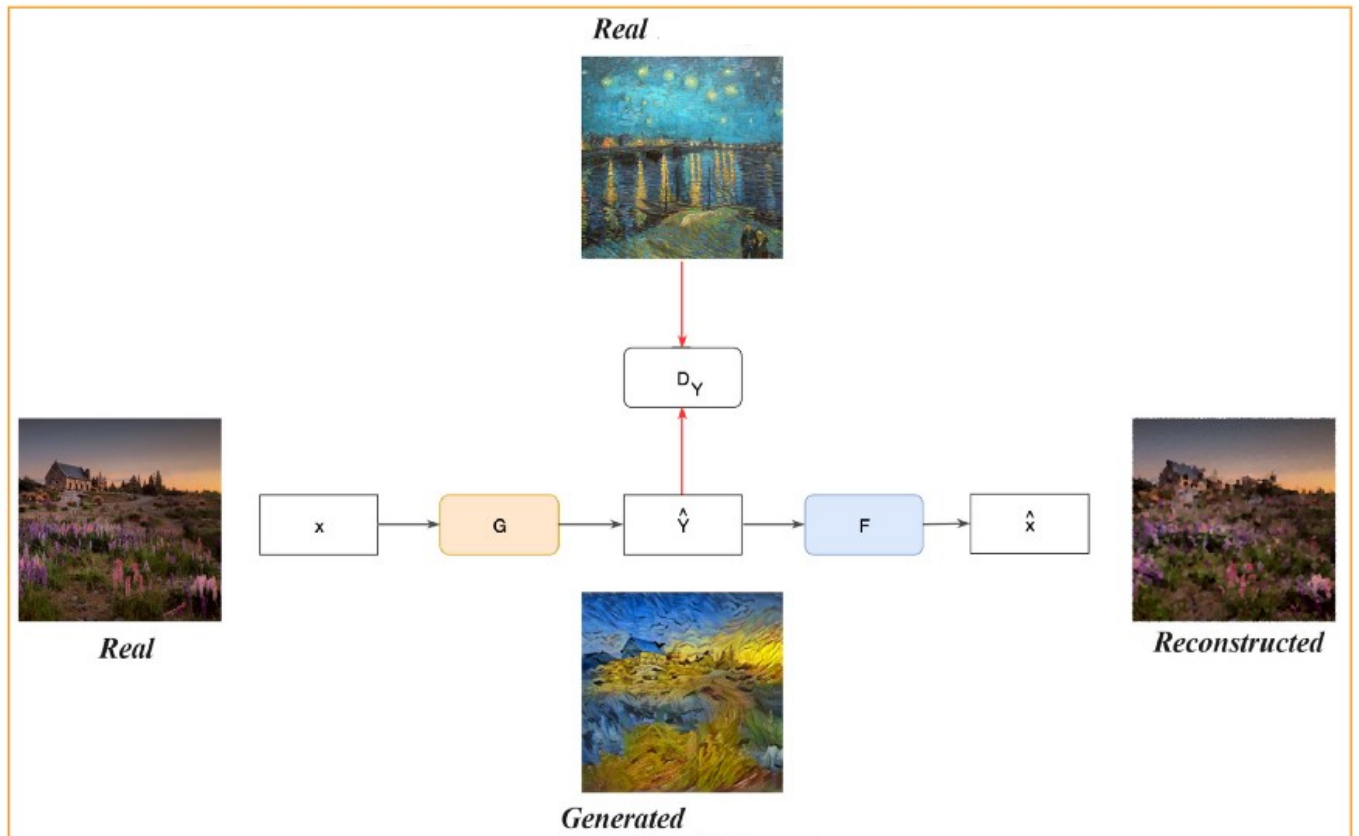 Real
D_Y
x G Ŷ F x̂
Real
Reconstructed
Generated